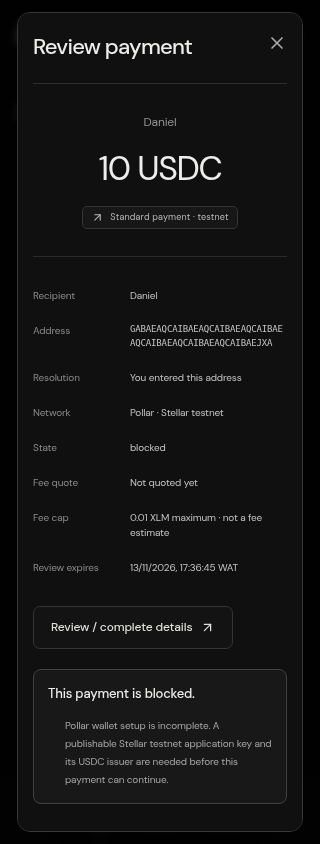 Review payment
Daniel
10 USDC
Standard payment · testnet
Recipient
Daniel
Address
GABAEAQCAIBAEAQCAIBAEAQCAIBAE
AQCAIBAEAQCAIBAEAQCAIBAEJXA
Resolution
You entered this address
Network
Pollar · Stellar testnet
State
blocked
Fee quote
Not quoted yet
Fee cap
0.01 XLM maximum · not a fee
estimate
Review expires
13/11/2026, 17:36:45 WAT
Review / complete details
This payment is blocked.
Pollar wallet setup is incomplete. A
publishable Stellar testnet application key and
its USDC issuer are needed before this
payment can continue.